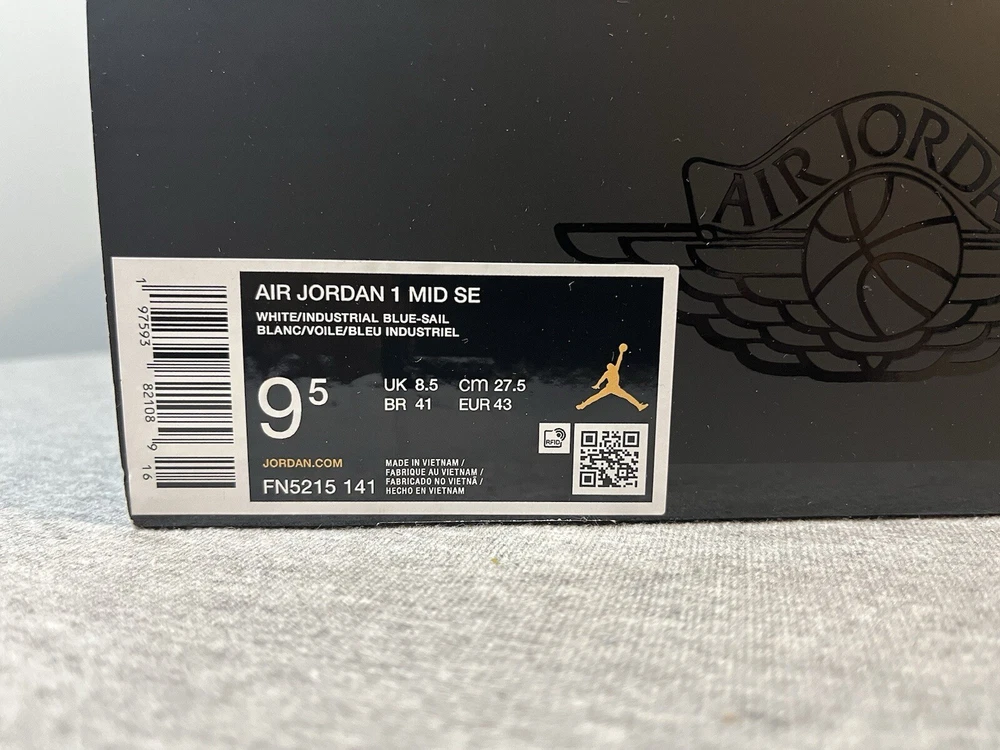 AIR JORDAN
AIR JORDAN 1 MID SE
WHITE/INDUSTRIAL BLUE-SAIL
BLANC/VOILE/BLEU INDUSTRIEL
9⁵
UK 8.5 cm 27.5
BR 41 EUR 43
RFID
JORDAN.COM
FN5215 141
MADE IN VIETNAM /
FABRIQUE AU VIETNAM /
FABRICADO NO VIETNÃ /
HECHO EN VIETNAM
1 97593 82108 9 16